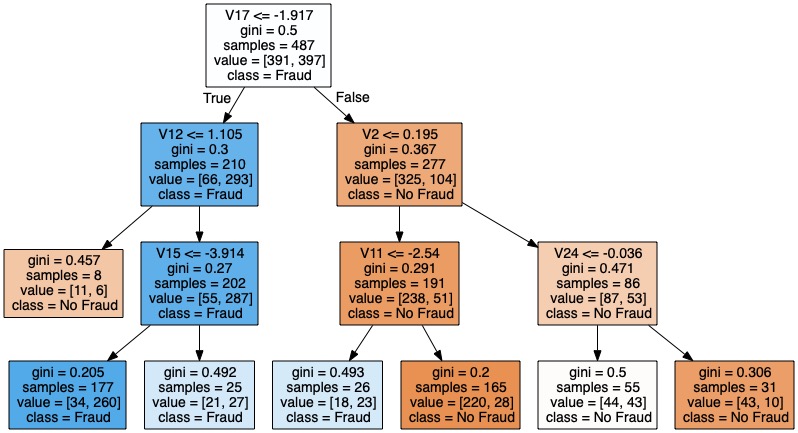 V17 <= -1.917
gini = 0.5
samples = 487
value = [391, 397]
class = Fraud
True
False
V12 <= 1.105
gini = 0.3
samples = 210
value = [66, 293]
class = Fraud
V2 <= 0.195
gini = 0.367
samples = 277
value = [325, 104]
class = No Fraud
gini = 0.457
samples = 8
value = [11, 6]
class = No Fraud
V15 <= -3.914
gini = 0.27
samples = 202
value = [55, 287]
class = Fraud
V11 <= -2.54
gini = 0.291
samples = 191
value = [238, 51]
class = No Fraud
V24 <= -0.036
gini = 0.471
samples = 86
value = [87, 53]
class = No Fraud
gini = 0.205
samples = 177
value = [34, 260]
class = Fraud
gini = 0.492
samples = 25
value = [21, 27]
class = Fraud
gini = 0.493
samples = 26
value = [18, 23]
class = Fraud
gini = 0.2
samples = 165
value = [220, 28]
class = No Fraud
gini = 0.5
samples = 55
value = [44, 43]
class = No Fraud
gini = 0.306
samples = 31
value = [43, 10]
class = No Fraud